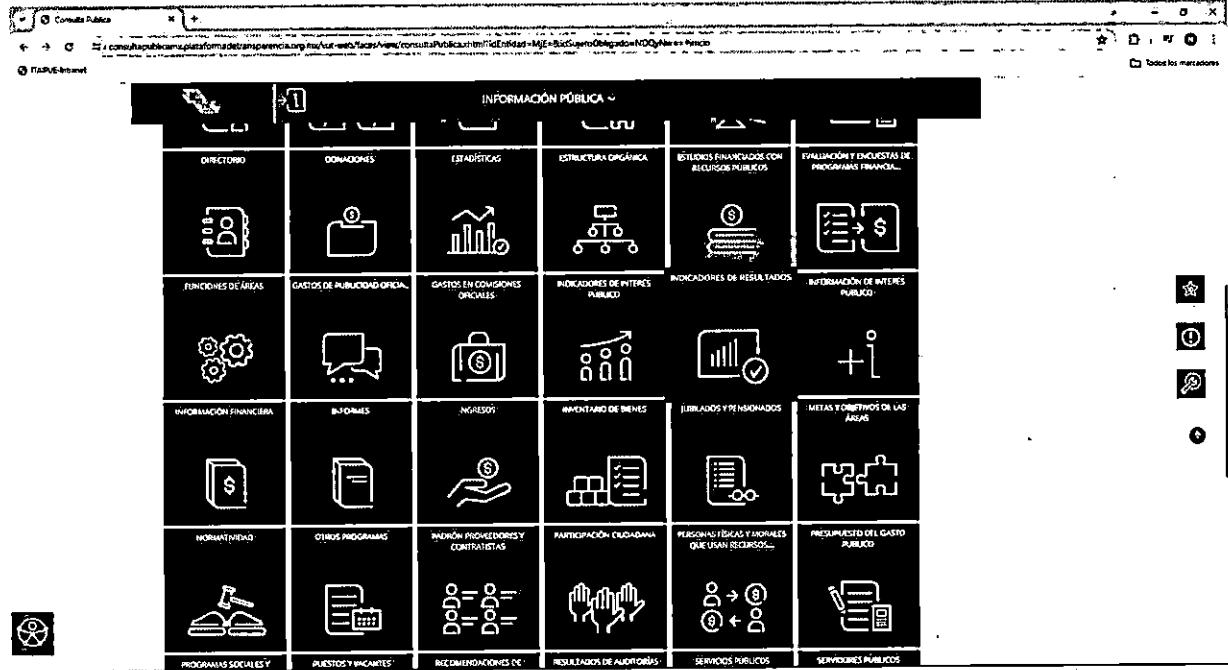 Consulta Pública
ITAIPUE-Intranet
Todos los marcadores
INFORMACIÓN PÚBLICA
DIRECTORIO
DONACIONES
ESTADÍSTICAS
ESTRUCTURA ORGÁNICA
ESTUDIOS FINANCIADOS CON
RECURSOS PÚBLICOS
EVALUACIÓN Y ENCUESTAS DE
PROGRAMAS FINANCIA...
FUNCIONES DE ÁREAS
GASTOS DE PUBLICIDAD OFICIA...
GASTOS EN COMISIONES
OFICIALES
INDICADORES DE INTERÉS
PÚBLICO
INDICADORES DE RESULTADOS
INFORMACIÓN DE INTERÉS
PÚBLICO
INFORMACIÓN FINANCIERA
INFORMES
INGRESOS
INVENTARIO DE BIENES
JUBILADOS Y PENSIONADOS
METAS Y OBJETIVOS DE LAS
ÁREAS
NORMATIVIDAD
OTROS PROGRAMAS
PADRÓN PROVEEDORES Y
CONTRATISTAS
PARTICIPACIÓN CIUDADANA
PERSONAS FÍSICAS Y MORALES
QUE USAN RECURSOS...
PRESUPUESTO DEL GASTO
PÚBLICO
PROGRAMAS SOCIALES Y
PUESTOS Y VACANTES
RECOMENDACIONES DE
RESULTADOS DE AUDITORÍAS
SERVICIOS PÚBLICOS
SERVIDORES PÚBLICOS